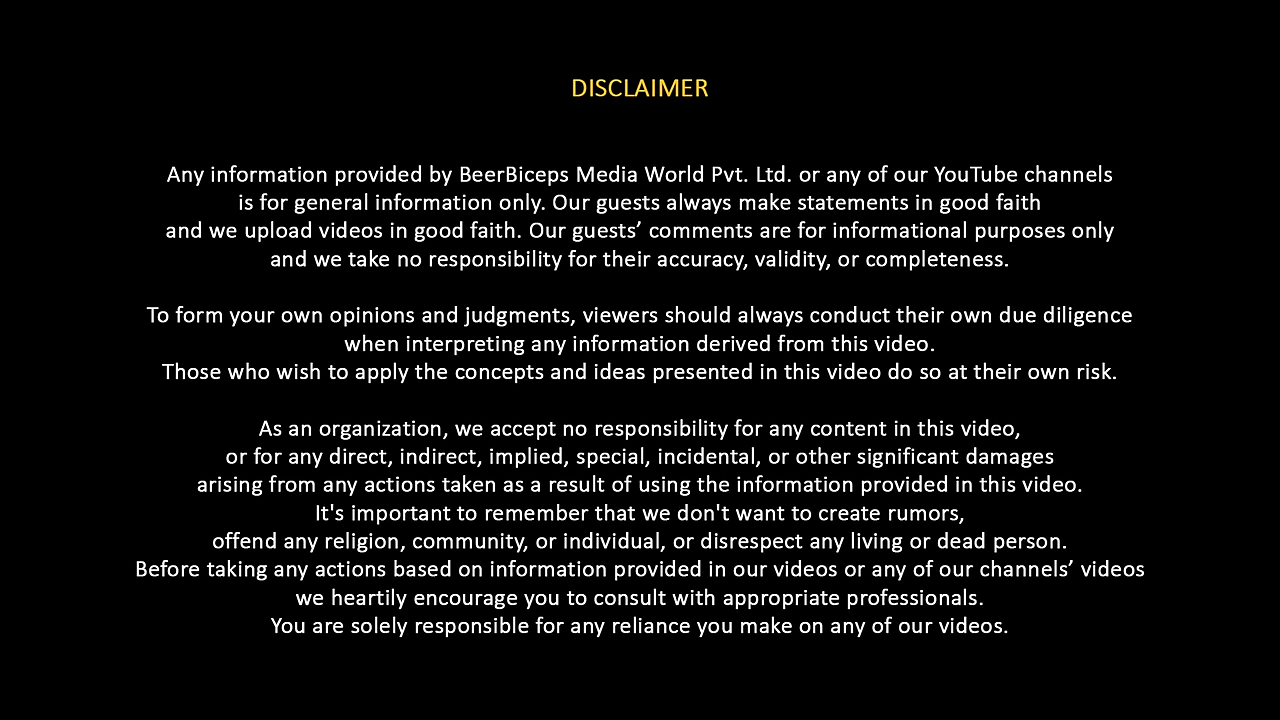 DISCLAIMER
Any information provided by BeerBiceps Media World Pvt. Ltd. or any of our YouTube channels
is for general information only. Our guests always make statements in good faith
and we upload videos in good faith. Our guests’ comments are for informational purposes only
and we take no responsibility for their accuracy, validity, or completeness.
To form your own opinions and judgments, viewers should always conduct their own due diligence
when interpreting any information derived from this video.
Those who wish to apply the concepts and ideas presented in this video do so at their own risk.
As an organization, we accept no responsibility for any content in this video,
or for any direct, indirect, implied, special, incidental, or other significant damages
arising from any actions taken as a result of using the information provided in this video.
It's important to remember that we don't want to create rumors,
offend any religion, community, or individual, or disrespect any living or dead person.
Before taking any actions based on information provided in our videos or any of our channels’ videos
we heartily encourage you to consult with appropriate professionals.
You are solely responsible for any reliance you make on any of our videos.